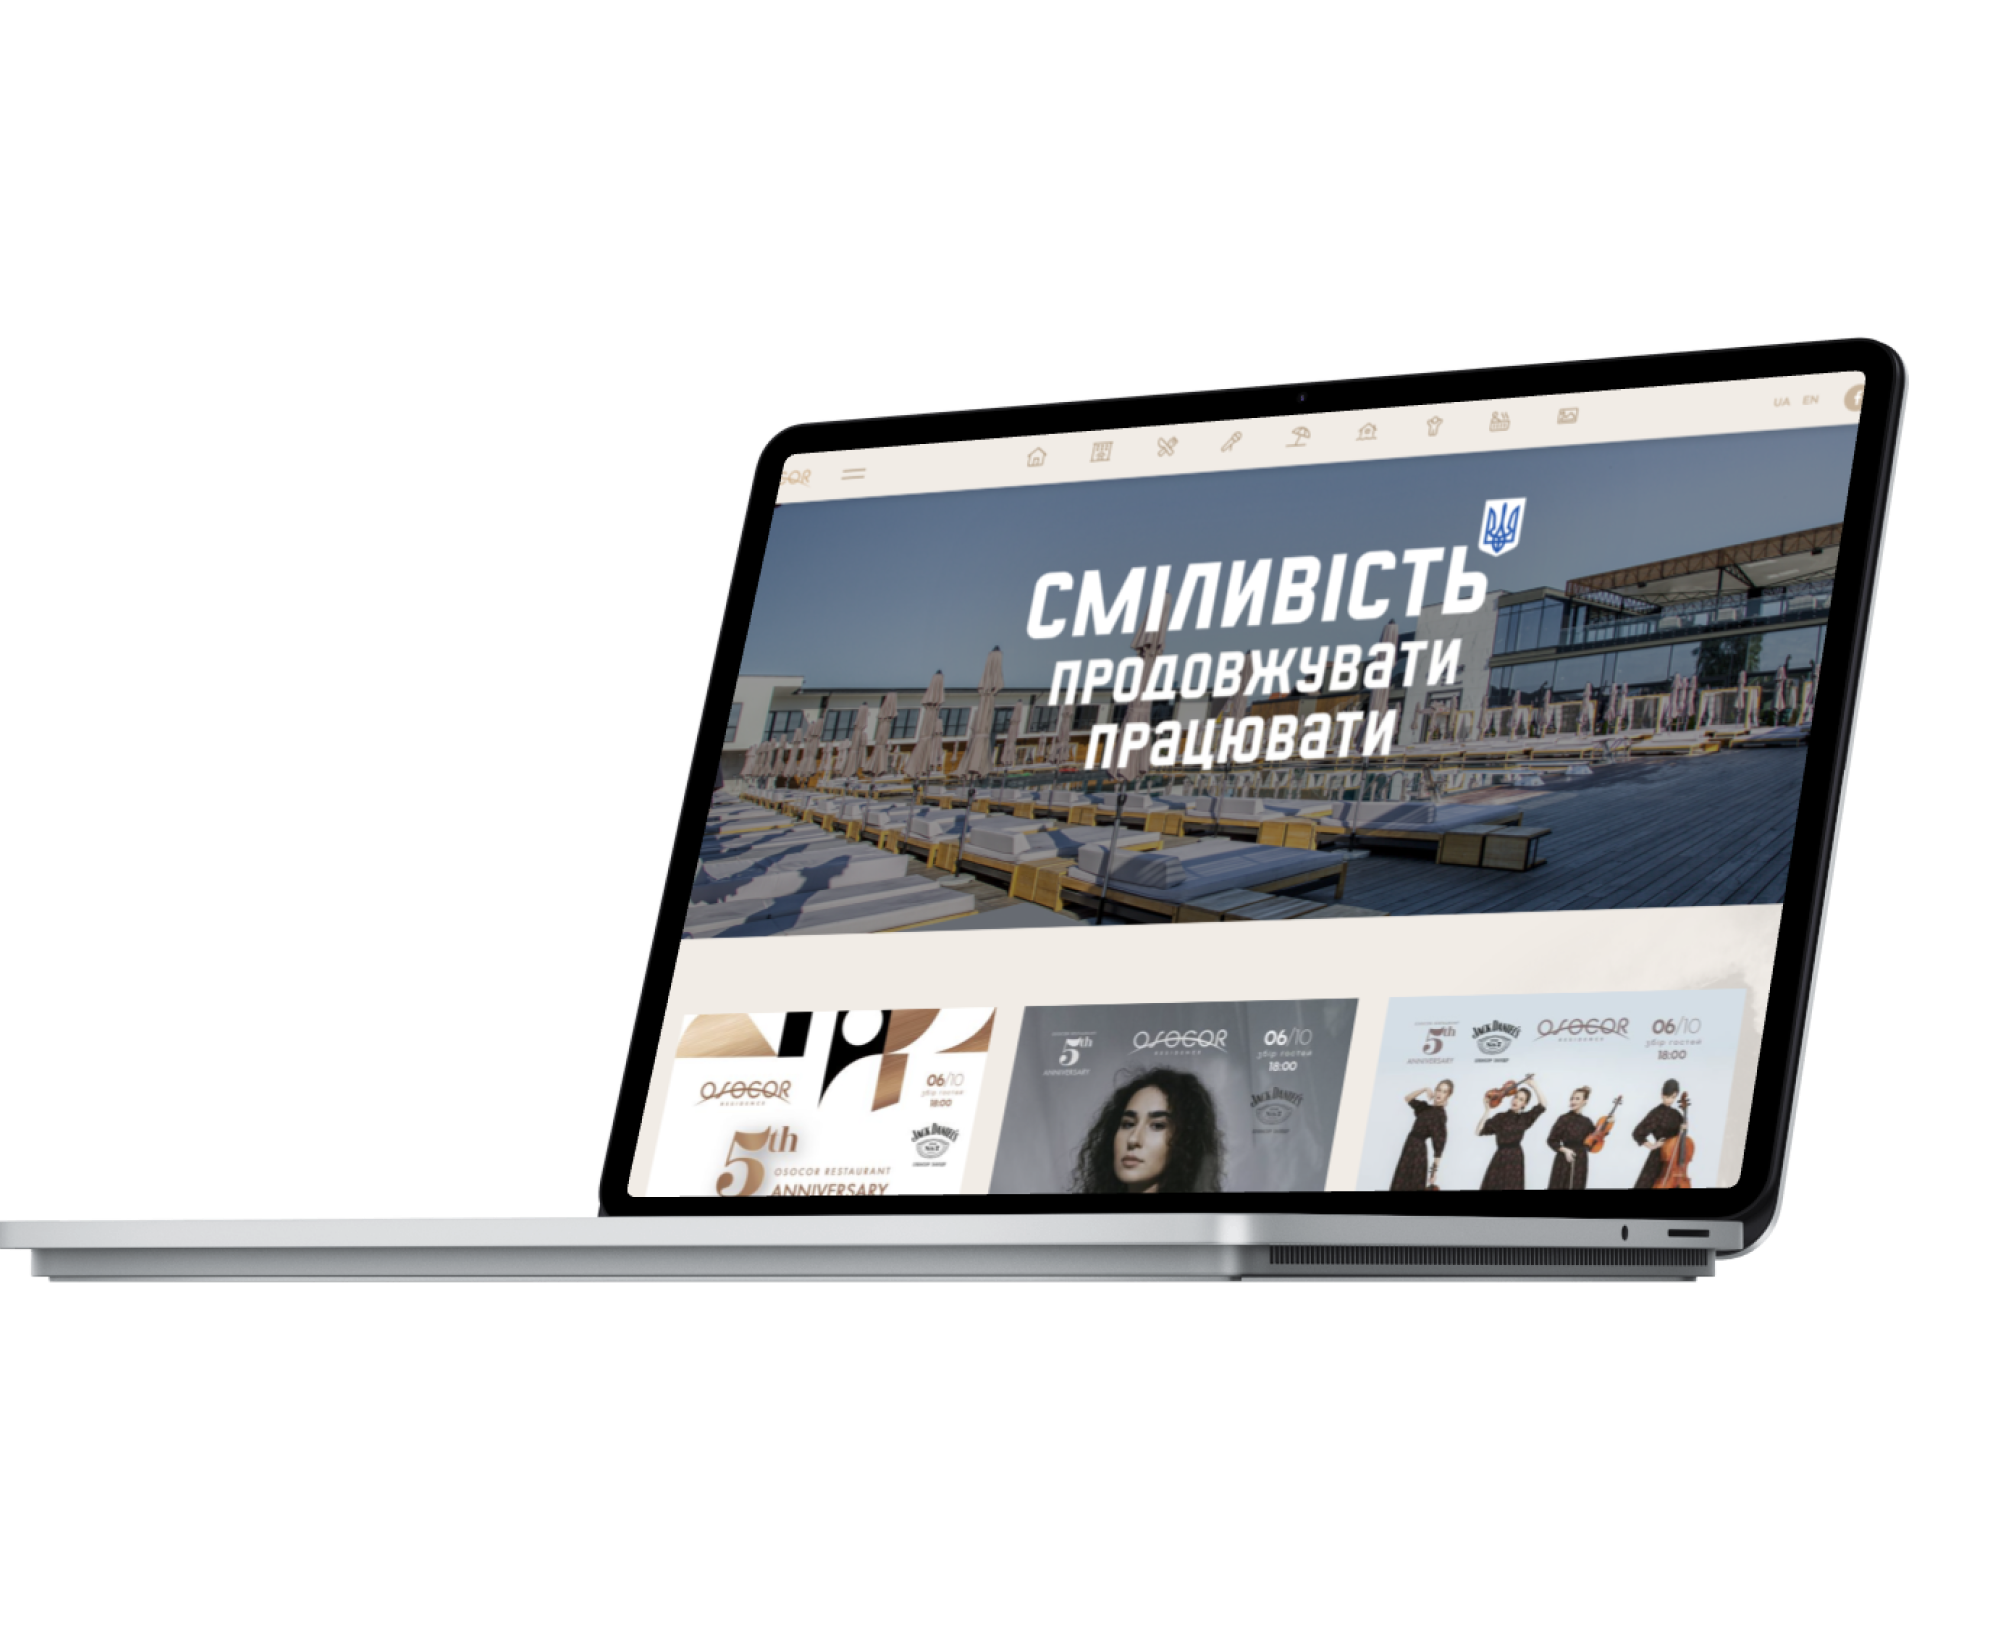 UA EN
СМІЛИВІСТЬ
ПРОДОВЖУВАТИ
ПРАЦЮВАТИ
OSOCOR
RESIDENCE
06/10
збір гостей
18:00
5th
OSOCOR RESTAURANT
ANNIVERSARY
JACK DANIEL'S
5th
ANNIVERSARY
OSOCOR
RESIDENCE
06/10
збір гостей
18:00
JACK DANIEL'S
5th
ANNIVERSARY
JACK DANIEL'S
OSOCOR
RESIDENCE
06/10
збір гостей
18:00